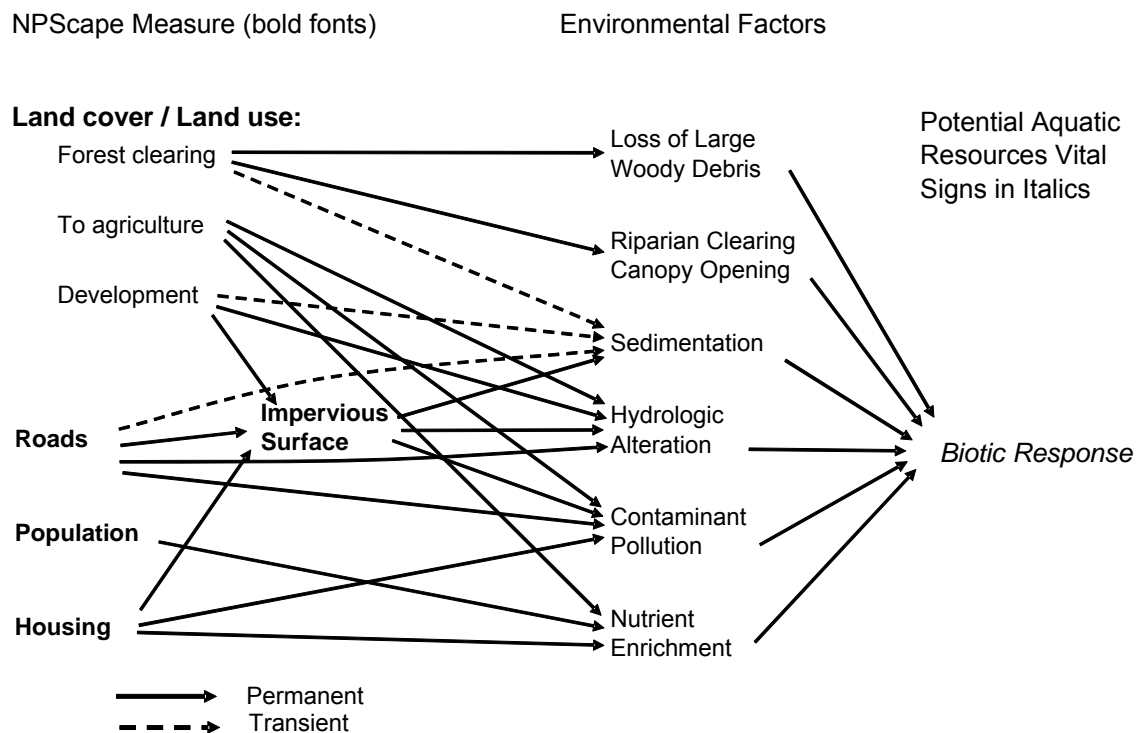 NPScape Measure (bold fonts)
Environmental Factors
Potential Aquatic
Resources Vital
Signs in Italics
Land cover / Land use:
Forest clearing
To agriculture
Development
Roads
Impervious
Surface
Population
Housing
Loss of Large
Woody Debris
Riparian Clearing
Canopy Opening
Sedimentation
Hydrologic
Alteration
Contaminant
Pollution
Nutrient
Enrichment
Biotic Response
Permanent
Transient